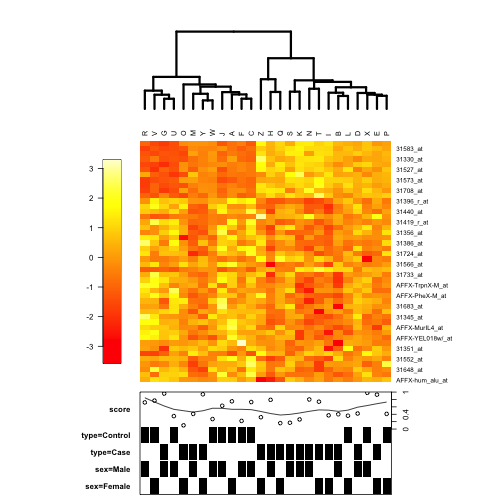 R V G U O M Y W J A F C Z H Q S K N T I B L D X E P
31583_at
31330_at
31527_at
31573_at
31708_at
31396_r_at
31440_at
31419_r_at
31356_at
31386_at
31724_at
31566_at
31733_at
AFFX-TrpnX-M_at
AFFX-PheX-M_at
31683_at
31345_at
AFFX-MurIL4_at
AFFX-YEL018w/_at
31351_at
31552_at
31648_at
AFFX-hum_alu_at
3
2
1
0
-1
-2
-3
score
0 0.4 1
type=Control
type=Case
sex=Male
sex=Female